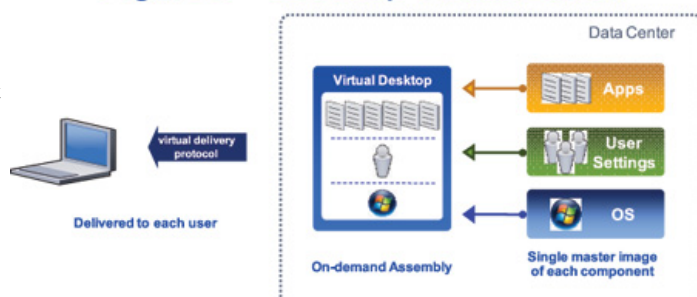 Data Center
Virtual Desktop
Apps
virtual delivery
protocol
User
Settings
OS
Delivered to each user
On-demand Assembly
Single master image
of each component